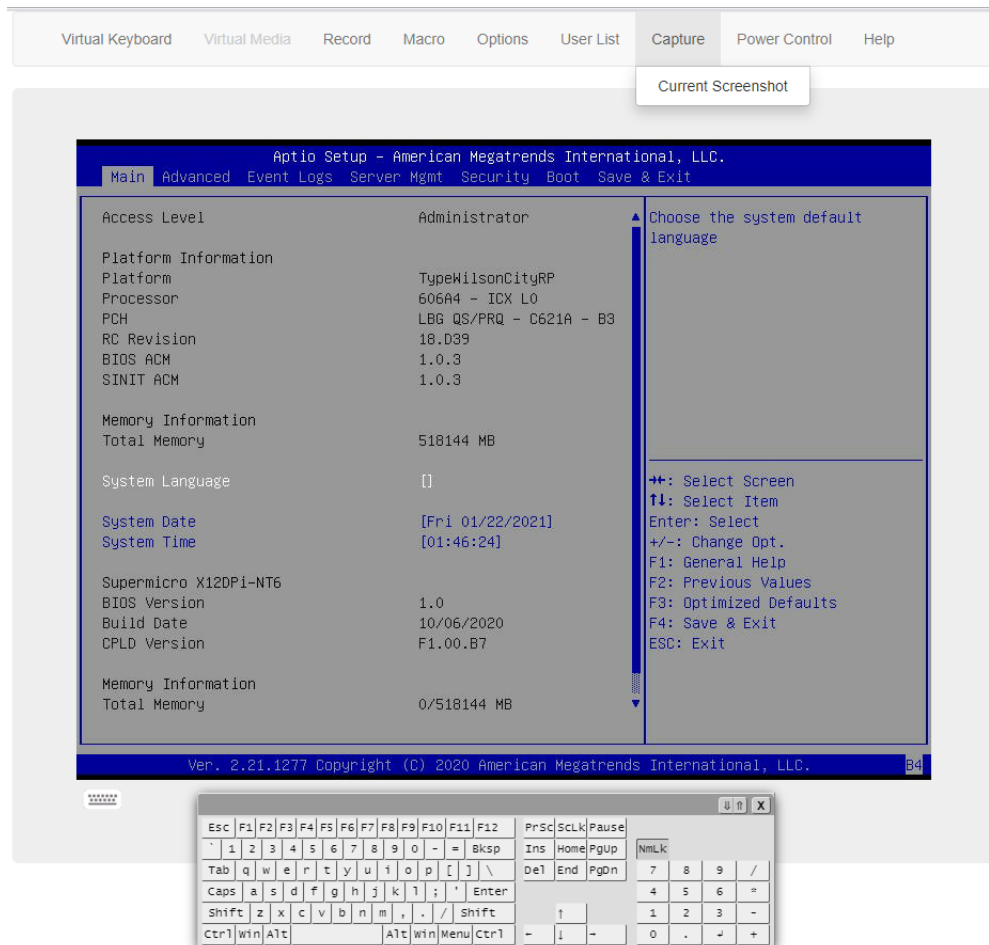 Virtual Keyboard Virtual Media Record Macro Options User List Capture Power Control Help
Current Screenshot
Aptio Setup – American Megatrends International, LLC.
Main Advanced Event Logs Server Mgmt Security Boot Save & Exit
Access Level Administrator
Platform Information
Platform TypeWilsonCityRP
Processor 606A4 – ICX L0
PCH LBG QS/PRQ – C621A – B3
RC Revision 18.D39
BIOS ACM 1.0.3
SINIT ACM 1.0.3
Memory Information
Total Memory 518144 MB
System Language []
System Date [Fri 01/22/2021]
System Time [01:46:24]
Supermicro X12DPi-NT6
BIOS Version 1.0
Build Date 10/06/2020
CPLD Version F1.00.B7
Memory Information
Total Memory 0/518144 MB
Choose the system default
language
→←: Select Screen
↑↓: Select Item
Enter: Select
+/-: Change Opt.
F1: General Help
F2: Previous Values
F3: Optimized Defaults
F4: Save & Exit
ESC: Exit
Ver. 2.21.1277 Copyright (C) 2020 American Megatrends International, LLC.
B4
⇓ ⇑ X
Esc F1 F2 F3 F4 F5 F6 F7 F8 F9 F10 F11 F12 PrSc ScLk Pause
` 1 2 3 4 5 6 7 8 9 0 - = Bksp Ins Home PgUp NmLk
Tab q w e r t y u i o p [ ] \ Del End PgDn 7 8 9 /
Caps a s d f g h j k l ; ' Enter 4 5 6 *
Shift z x c v b n m , . / Shift ↑ 1 2 3 -
Ctrl Win Alt Alt Win Menu Ctrl ← ↓ → 0 . ↵ +